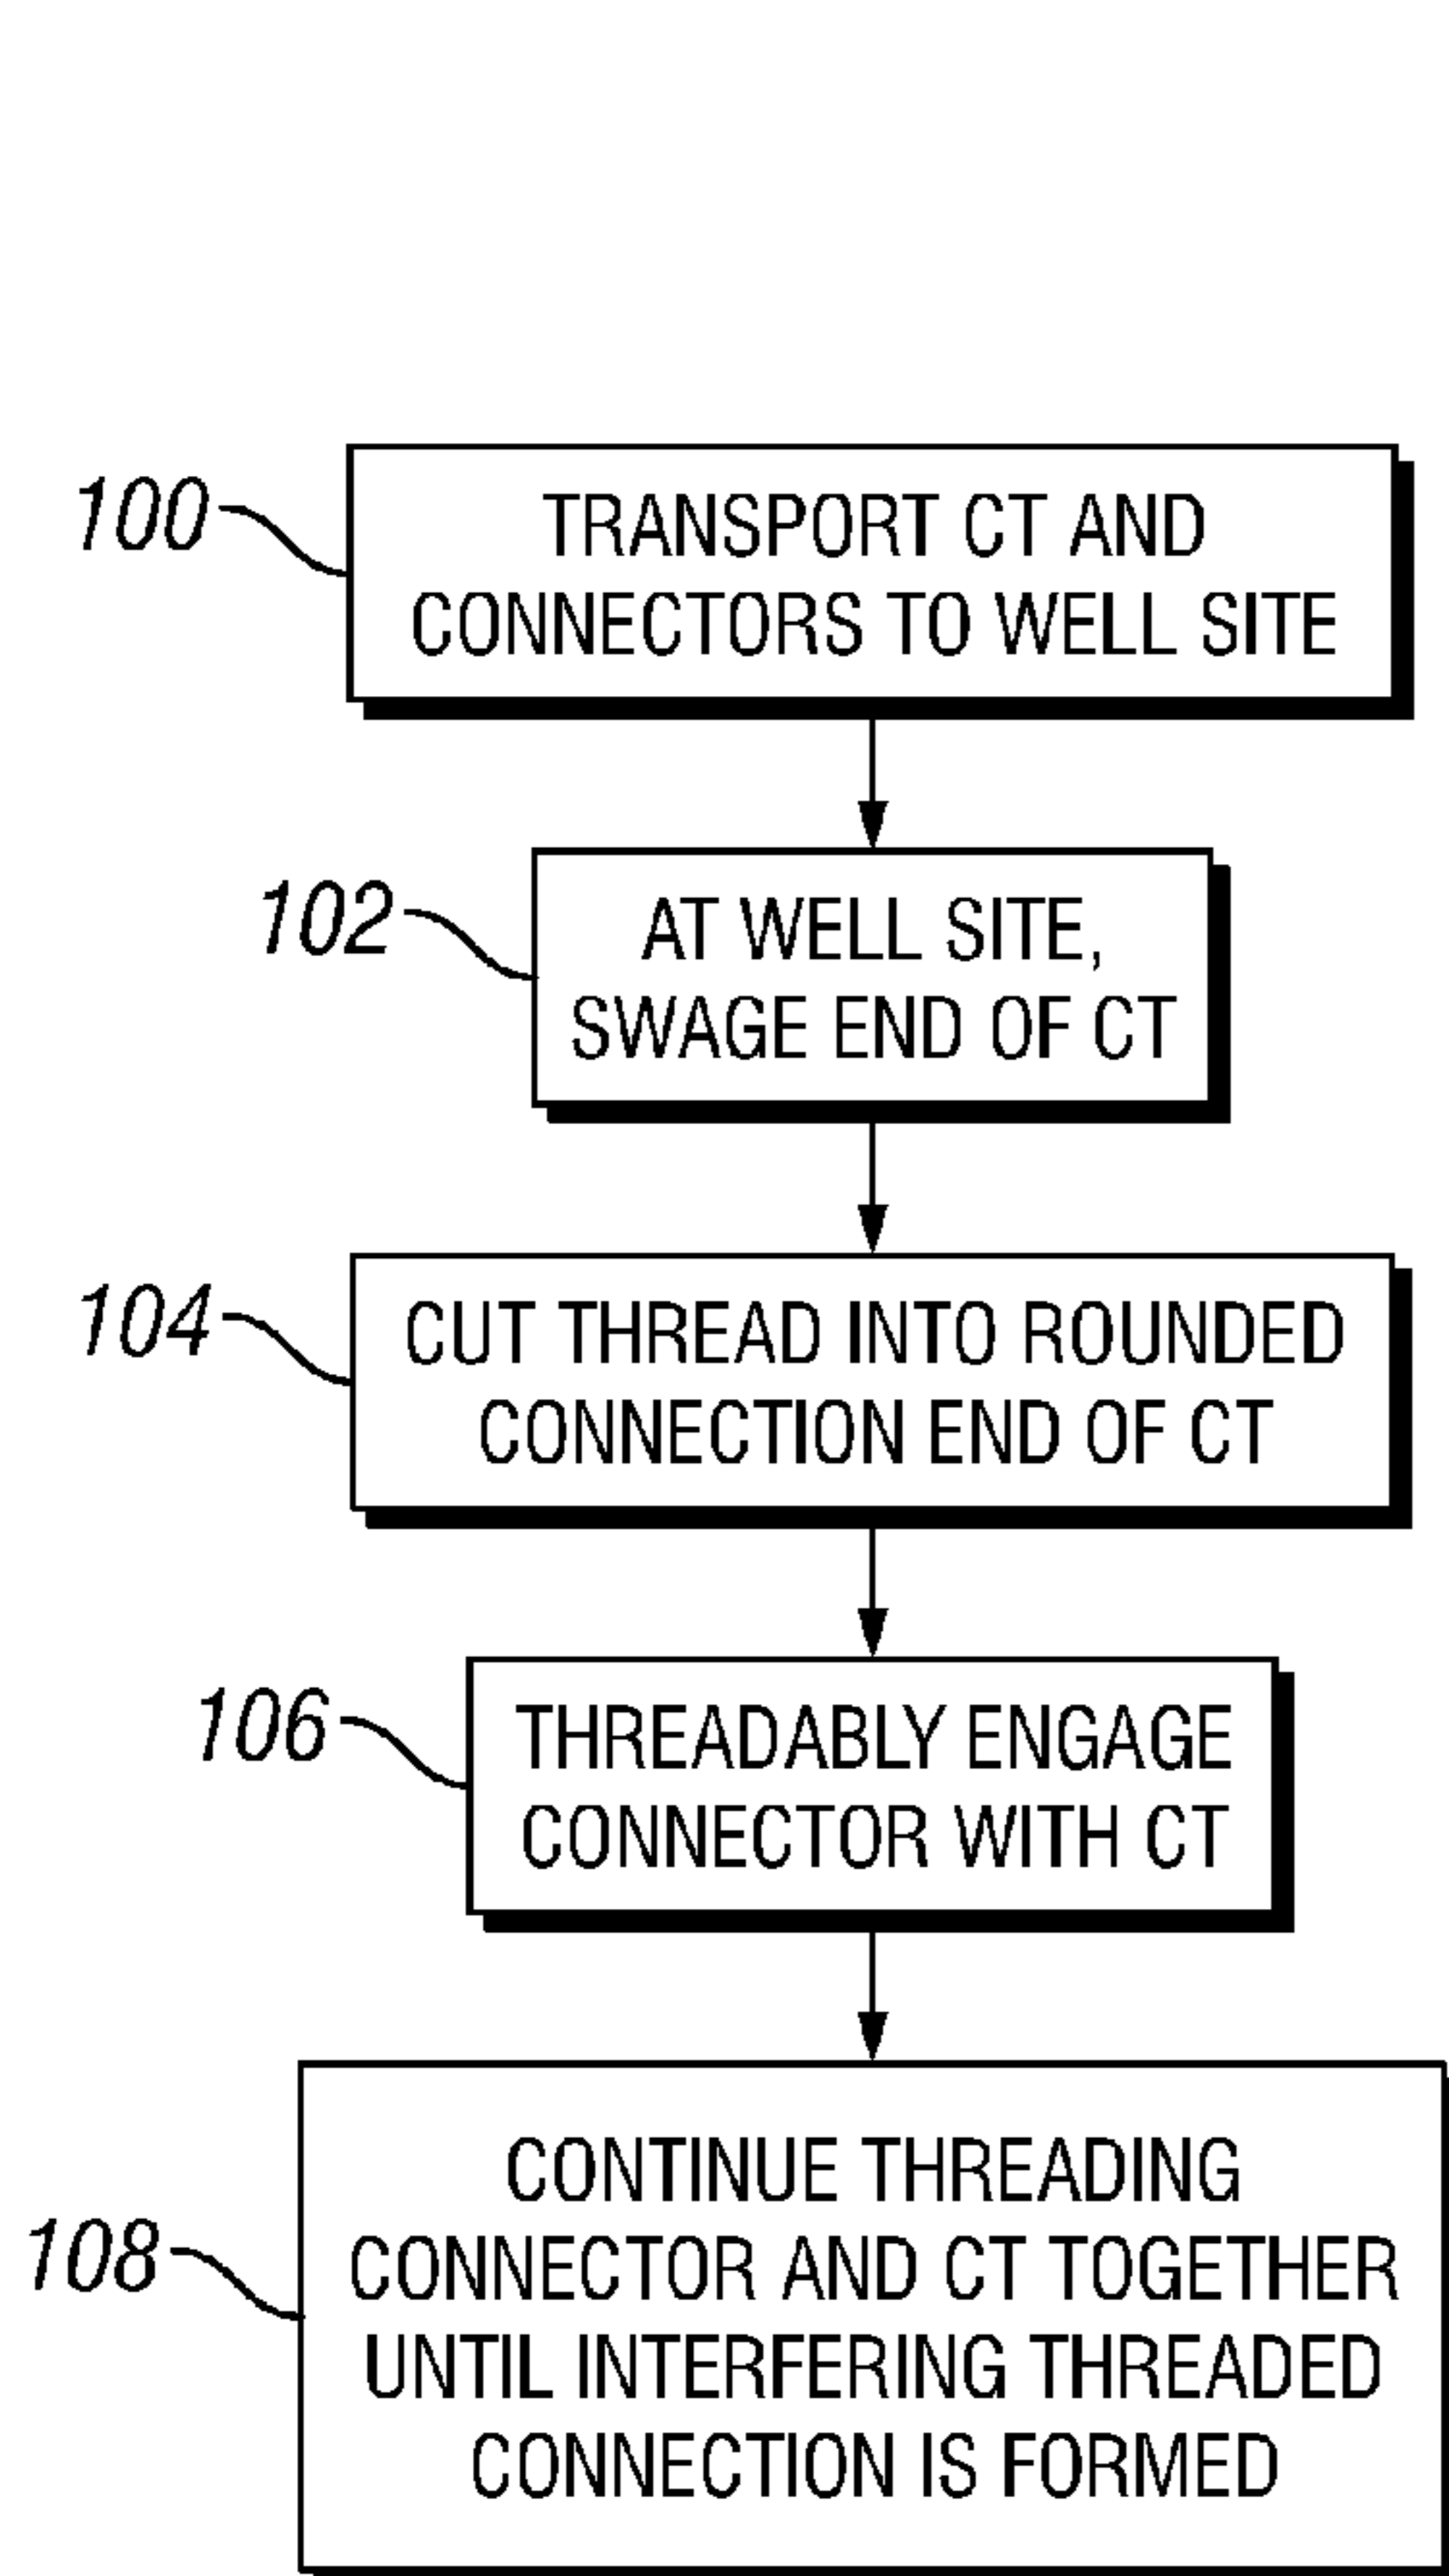 100
TRANSPORT CT AND
CONNECTORS TO WELL SITE
102
AT WELL SITE,
SWAGE END OF CT
104
CUT THREAD INTO ROUNDED
CONNECTION END OF CT
106
THREADABLY ENGAGE
CONNECTOR WITH CT
108
CONTINUE THREADING
CONNECTOR AND CT TOGETHER
UNTIL INTERFERING THREADED
CONNECTION IS FORMED